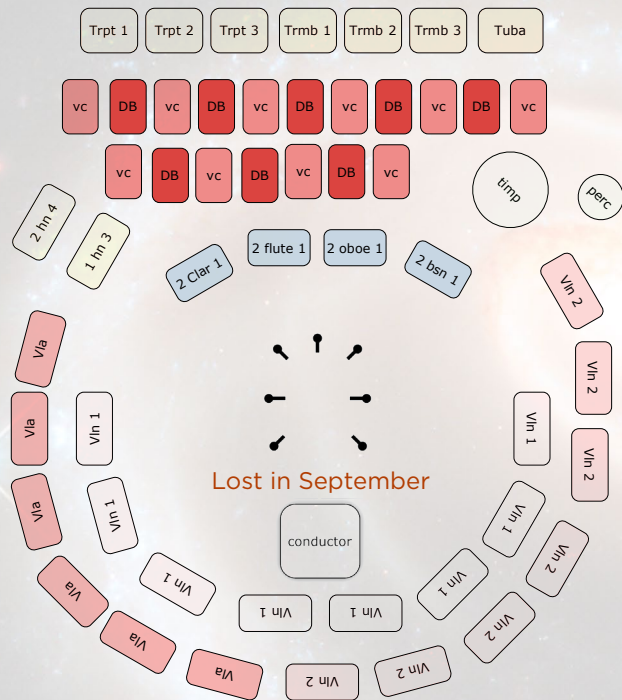 Trpt 1
Trpt 2
Trpt 3
Trmb 1
Trmb 2
Trmb 3
Tuba
vc
DB
vc
DB
vc
DB
vc
DB
vc
DB
vc
vc
DB
vc
DB
vc
DB
vc
timp
perc
2 hn 4
1 hn 3
2 Clar 1
2 flute 1
2 oboe 1
2 bsn 1
Vln 2
Vla
Vln 2
Vla
Vln 1
Vln 1
Vln 2
Lost in September
Vla
Vln 1
Vln 1
conductor
Vln 2
Vla
Vln 1
Vln 1
Vln 1
Vln 1
Vln 2
Vla
Vla
Vln 2
Vln 2